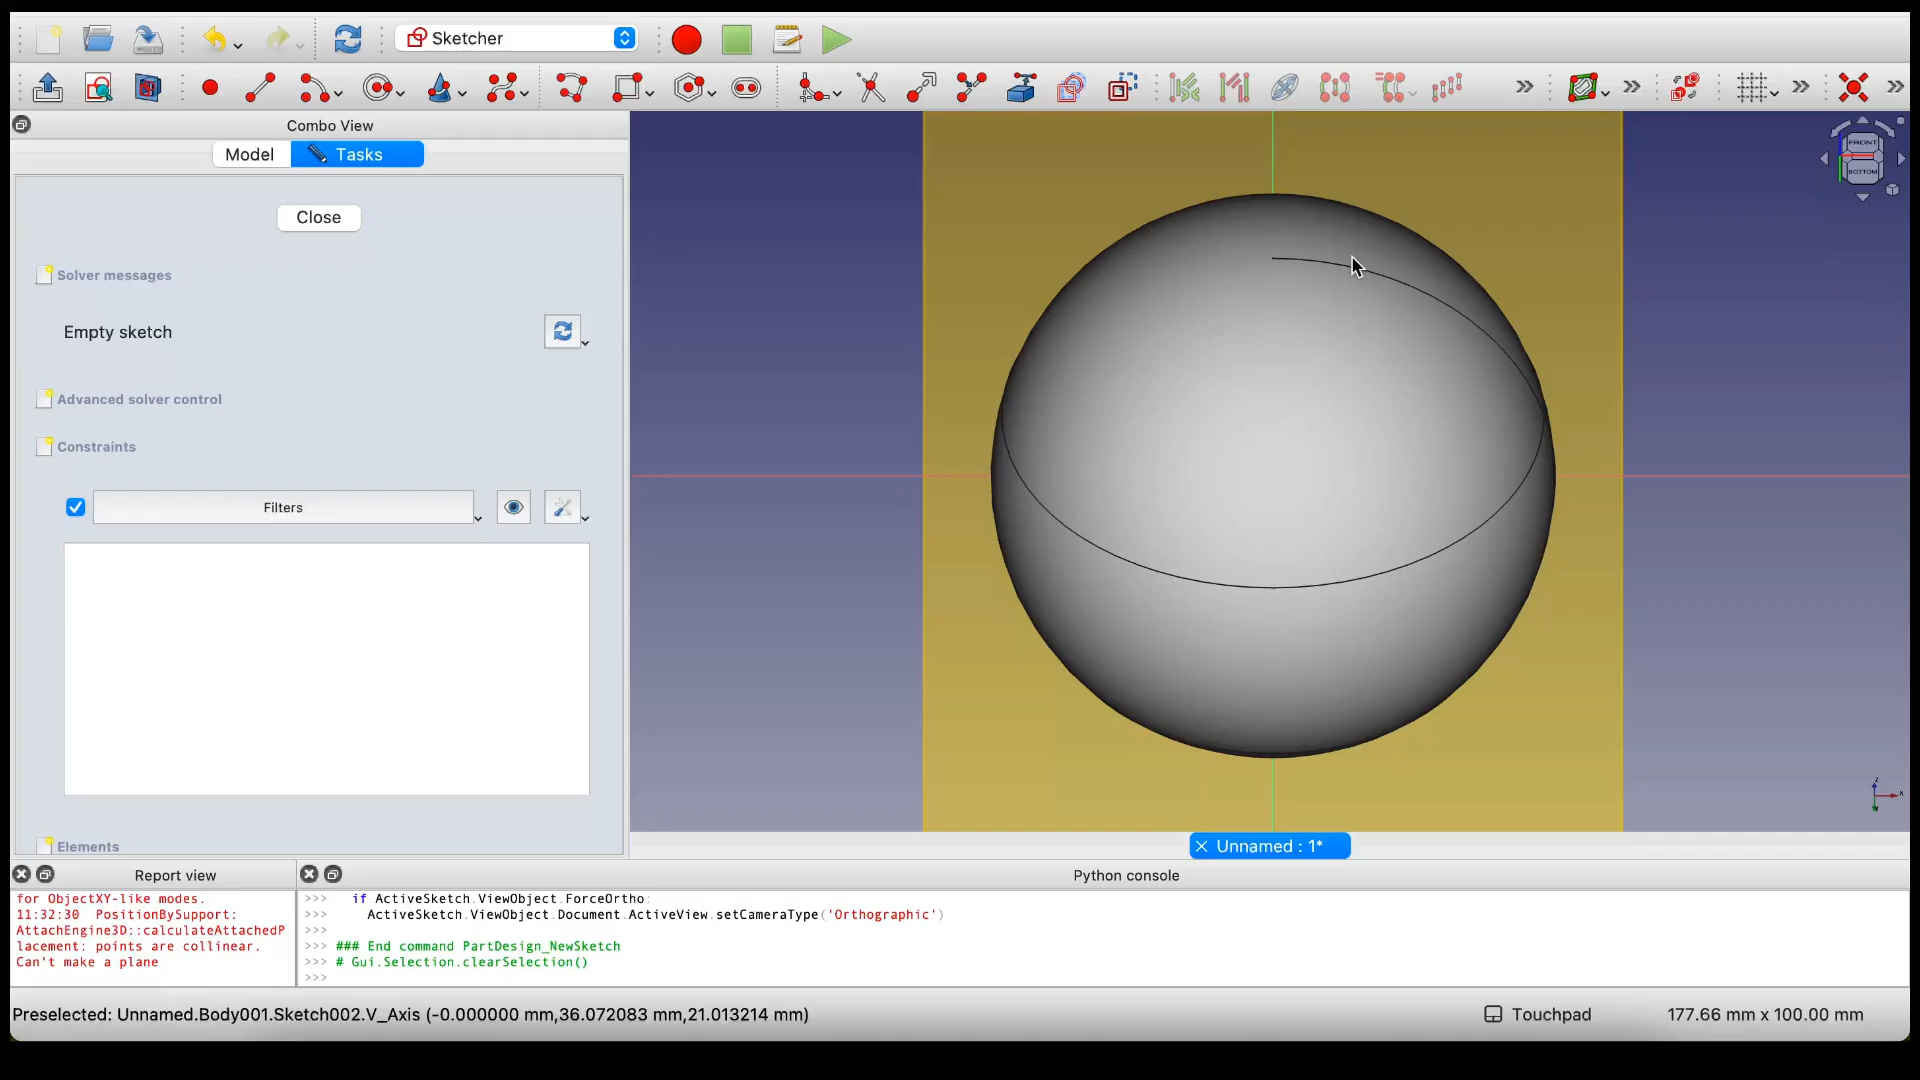 Sketcher
Combo View
Model
Tasks
Close
Solver messages
Empty sketch
Advanced solver control
Constraints
Filters
Elements
FRONT
BOTTOM
z
x
Unnamed : 1*
Report view
for ObjectXY-like modes.
11:32:30  PositionBySupport:
AttachEngine3D::calculateAttachedP
lacement: points are collinear.
Can't make a plane
Python console
>>>   if ActiveSketch.ViewObject.ForceOrtho:
>>>     ActiveSketch.ViewObject.Document.ActiveView.setCameraType('Orthographic')
>>>
>>> ### End command PartDesign_NewSketch
>>> # Gui.Selection.clearSelection()
>>>
Preselected: Unnamed.Body001.Sketch002.V_Axis (-0.000000 mm,36.072083 mm,21.013214 mm)
Touchpad
177.66 mm x 100.00 mm